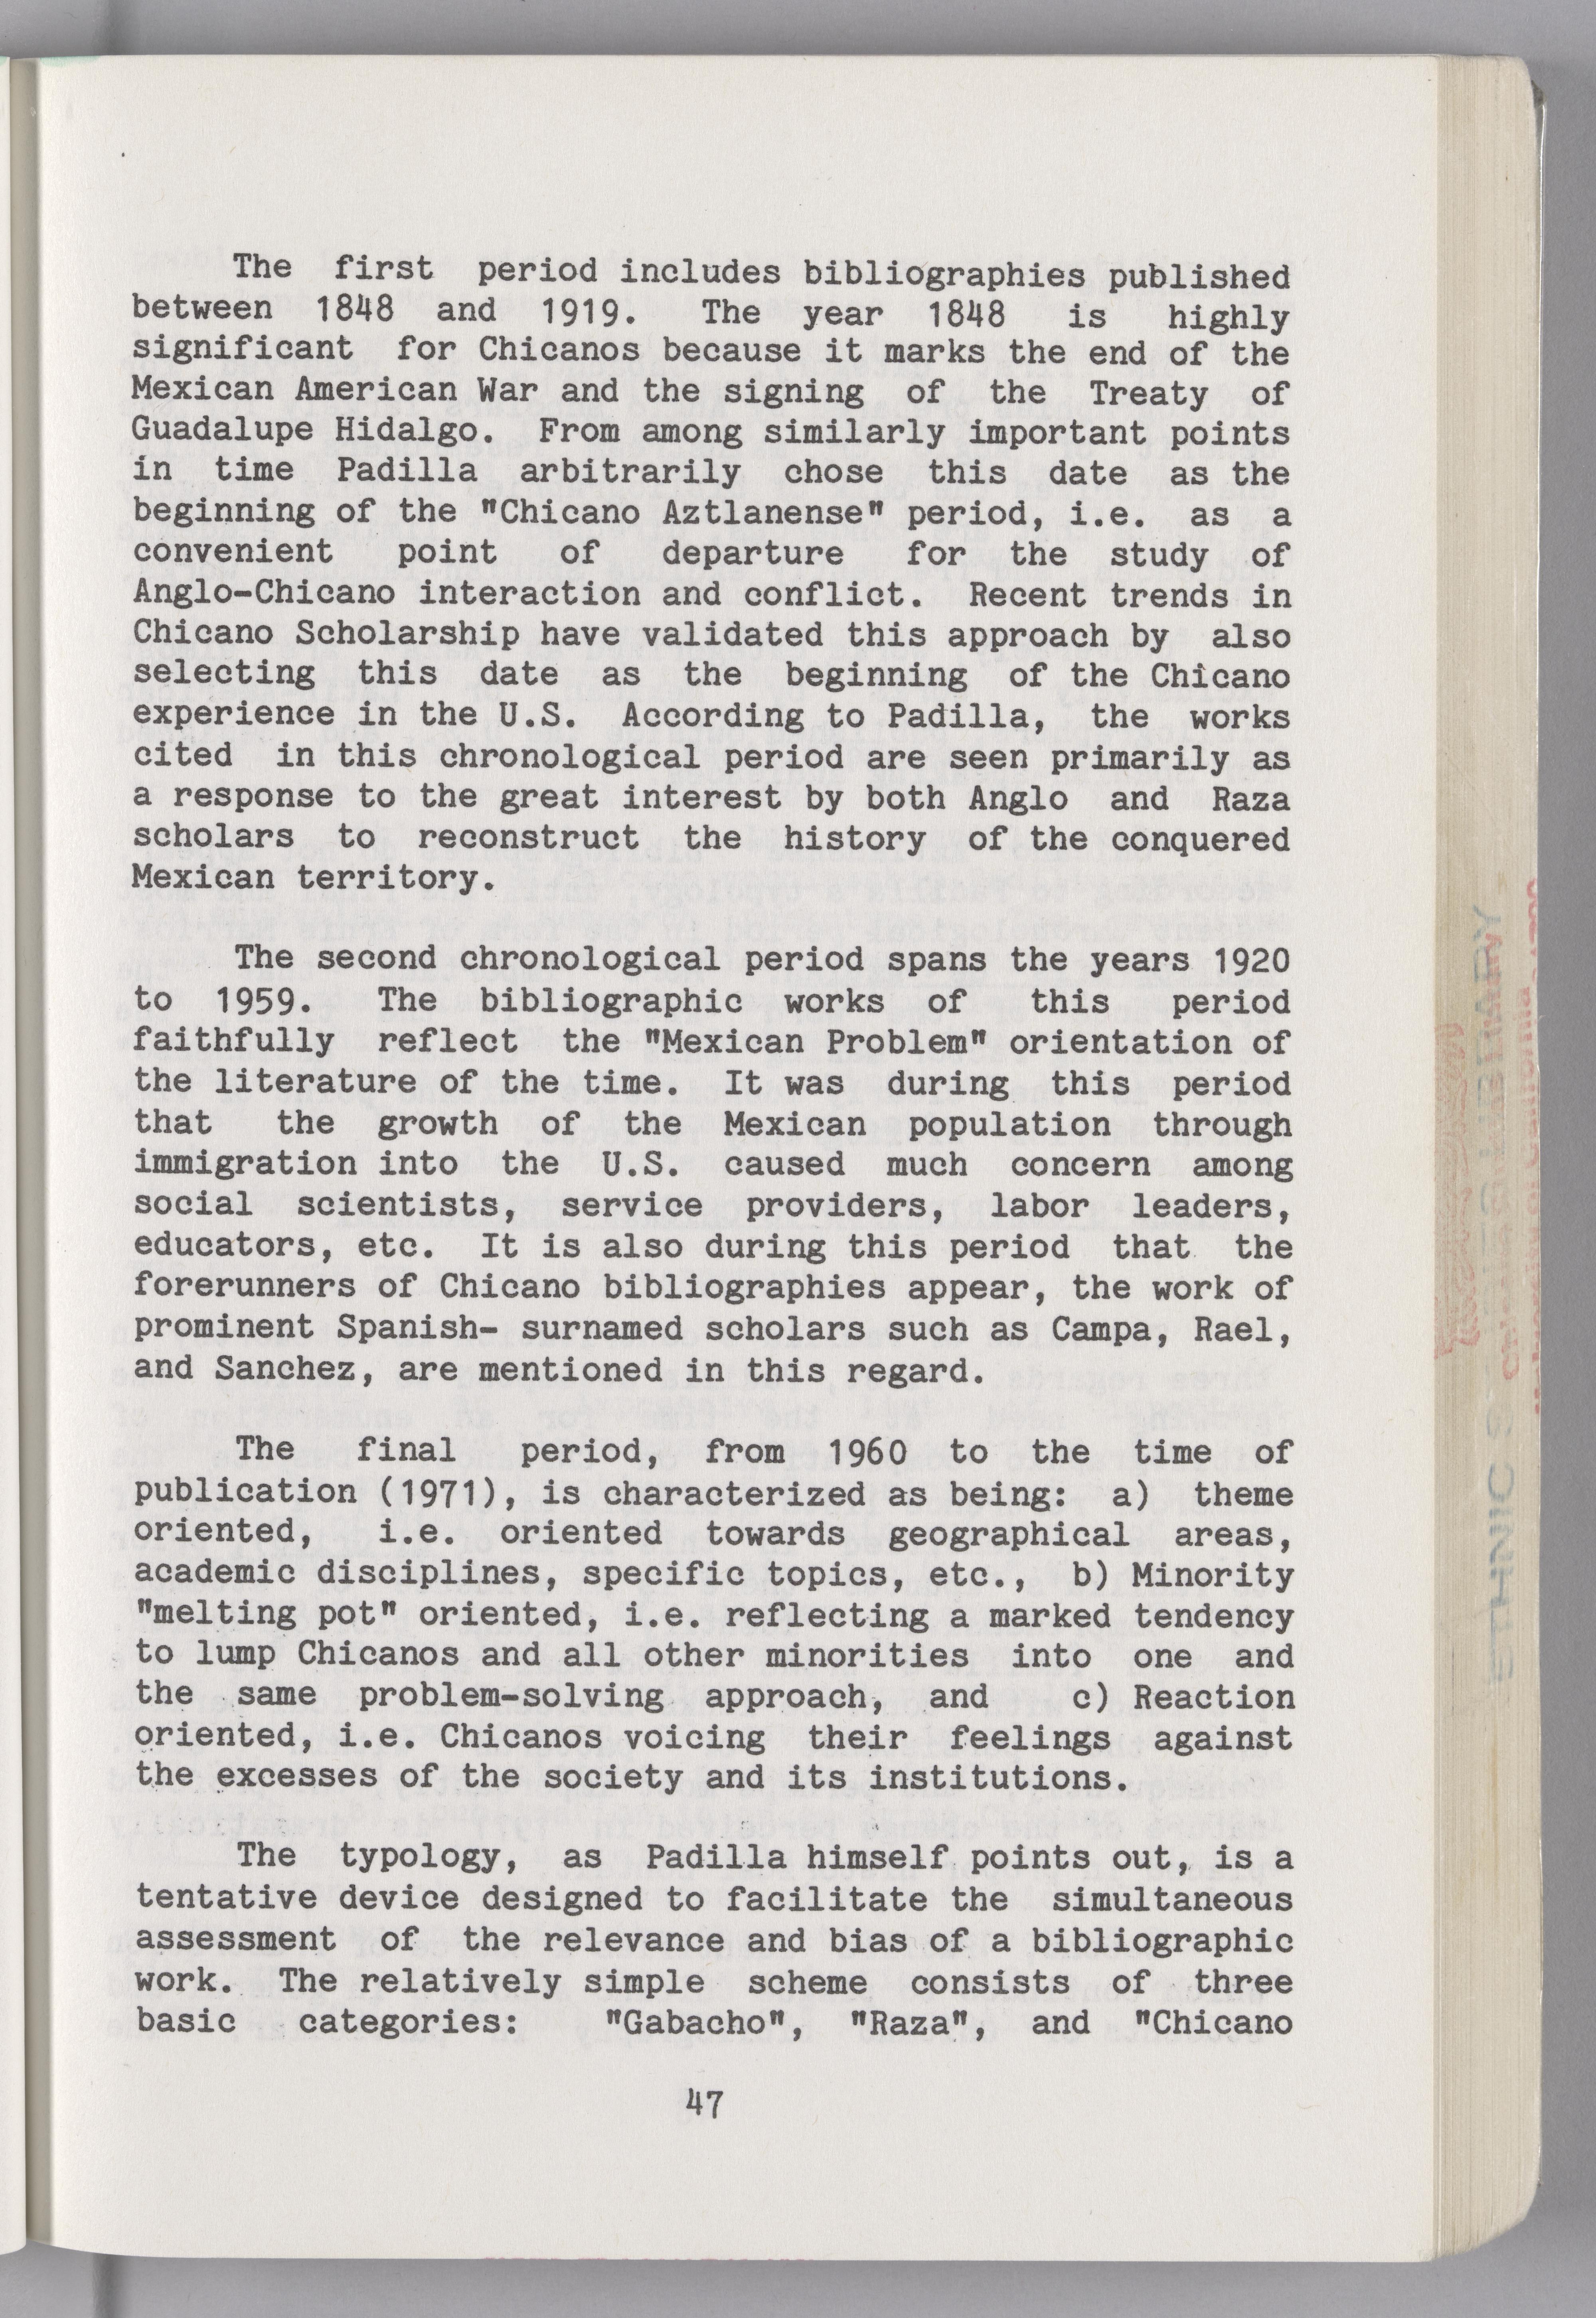 The first period includes bibliographies published
between 1848 and 1919. The year 1848 is highly
significant for Chicanos because it marks the end of the
Mexican American War and the signing of the Treaty of
Guadalupe Hidalgo. From among similarly important points
in time Padilla arbitrarily chose this date as the
beginning of the "Chicano Aztlanense" period, i.e. as a
convenient point of departure for the study of
Anglo-Chicano interaction and conflict. Recent trends in
Chicano Scholarship have validated this approach by also
selecting this date as the beginning of the Chicano
experience in the U.S. According to Padilla, the works
cited in this chronological period are seen primarily as
a response to the great interest by both Anglo and Raza
scholars to reconstruct the history of the conquered
Mexican territory.
The second chronological period spans the years 1920
to 1959. The bibliographic works of this period
faithfully reflect the "Mexican Problem" orientation of
the literature of the time. It was during this period
that the growth of the Mexican population through
immigration into the U.S. caused much concern among
social scientists, service providers, labor leaders,
educators, etc. It is also during this period that the
forerunners of Chicano bibliographies appear, the work of
prominent Spanish- surnamed scholars such as Campa, Rael,
and Sanchez, are mentioned in this regard.
The final period, from 1960 to the time of
publication (1971), is characterized as being: a) theme
oriented, i.e. oriented towards geographical areas,
academic disciplines, specific topics, etc., b) Minority
"melting pot" oriented, i.e. reflecting a marked tendency
to lump Chicanos and all other minorities into one and
the same problem-solving approach, and c) Reaction
oriented, i.e. Chicanos voicing their feelings against
the excesses of the society and its institutions.
The typology, as Padilla himself points out, is a
tentative device designed to facilitate the simultaneous
assessment of the relevance and bias of a bibliographic
work. The relatively simple scheme consists of three
basic categories: "Gabacho", "Raza", and "Chicano
47
ETHNIC